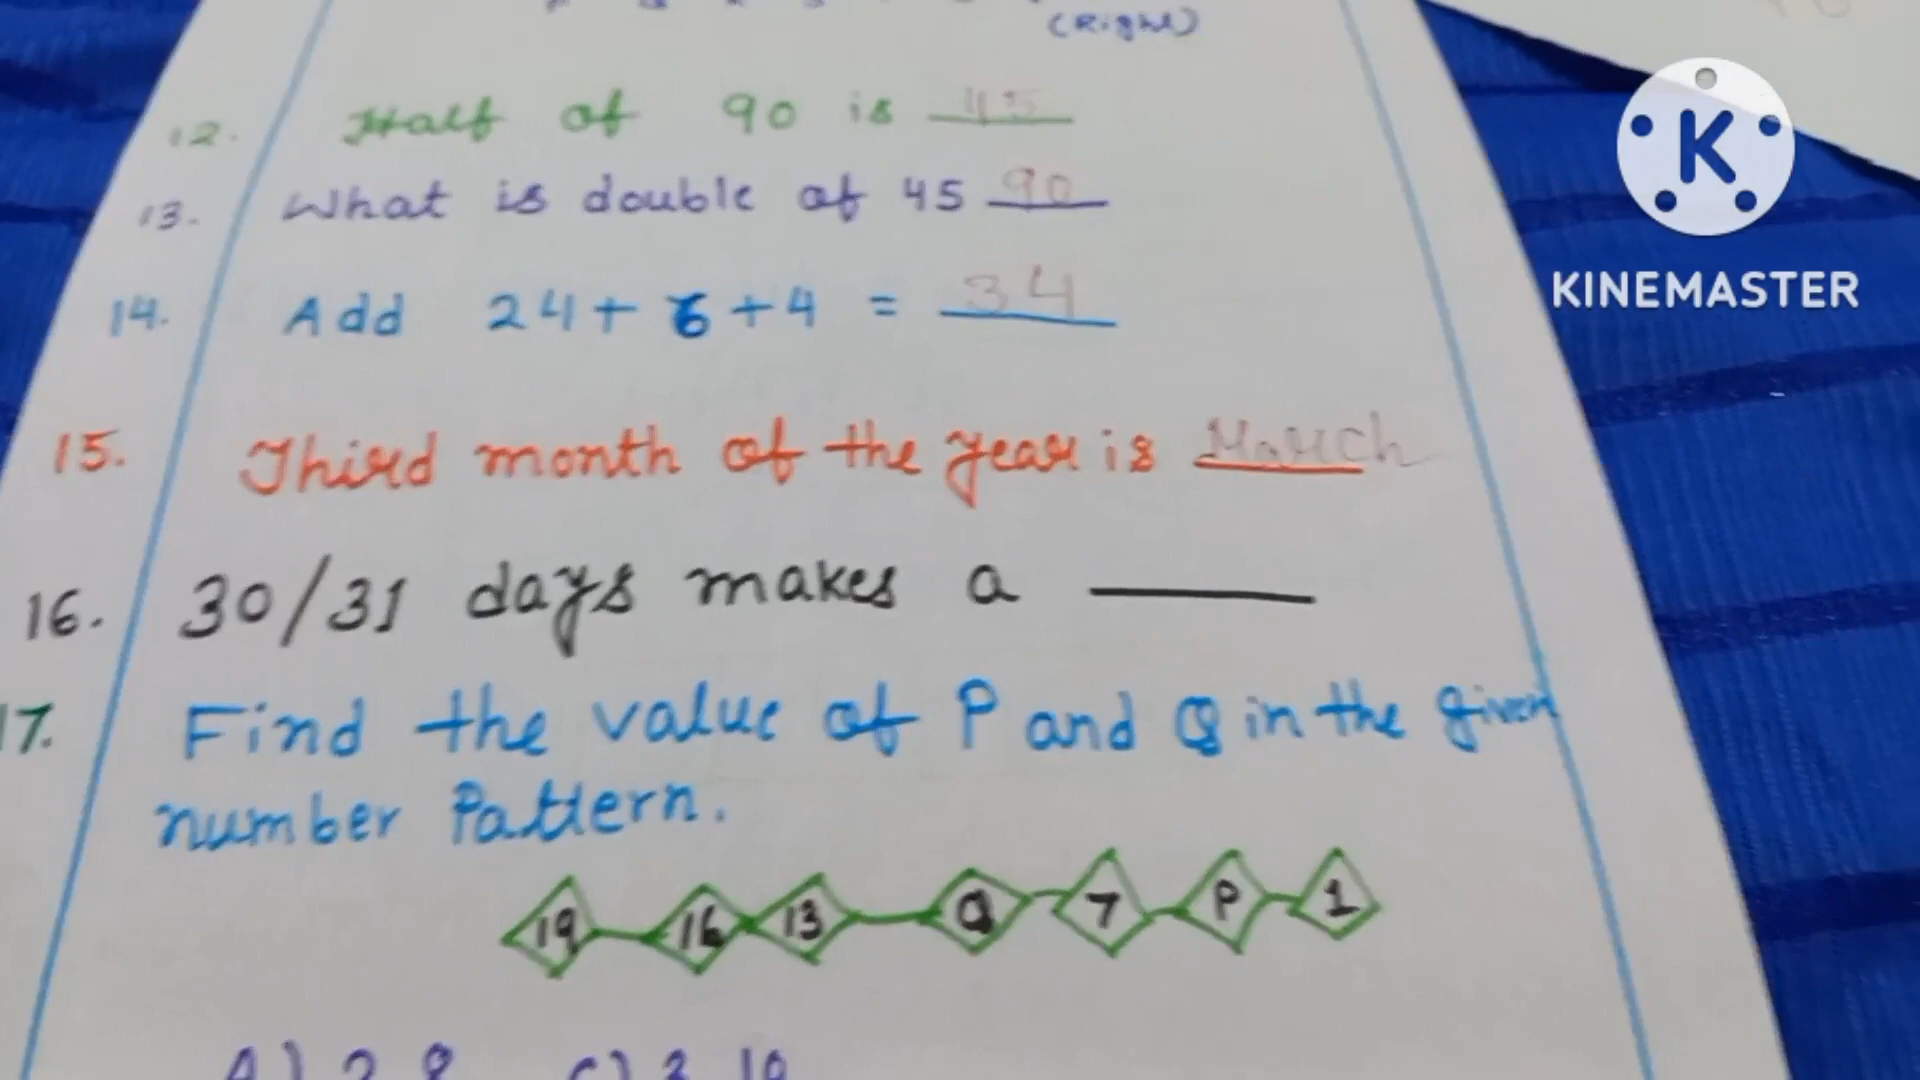 (Right)
12. Half of 90 is 45
13. What is double of 45 90
14. Add 24 + 6 + 4 = 34
15. Third month of the year is March
16. 30/31 days makes a
17. Find the value of P and Q in the given
number Pattern.
19 16 13 Q 7 P 1
K
KINEMASTER